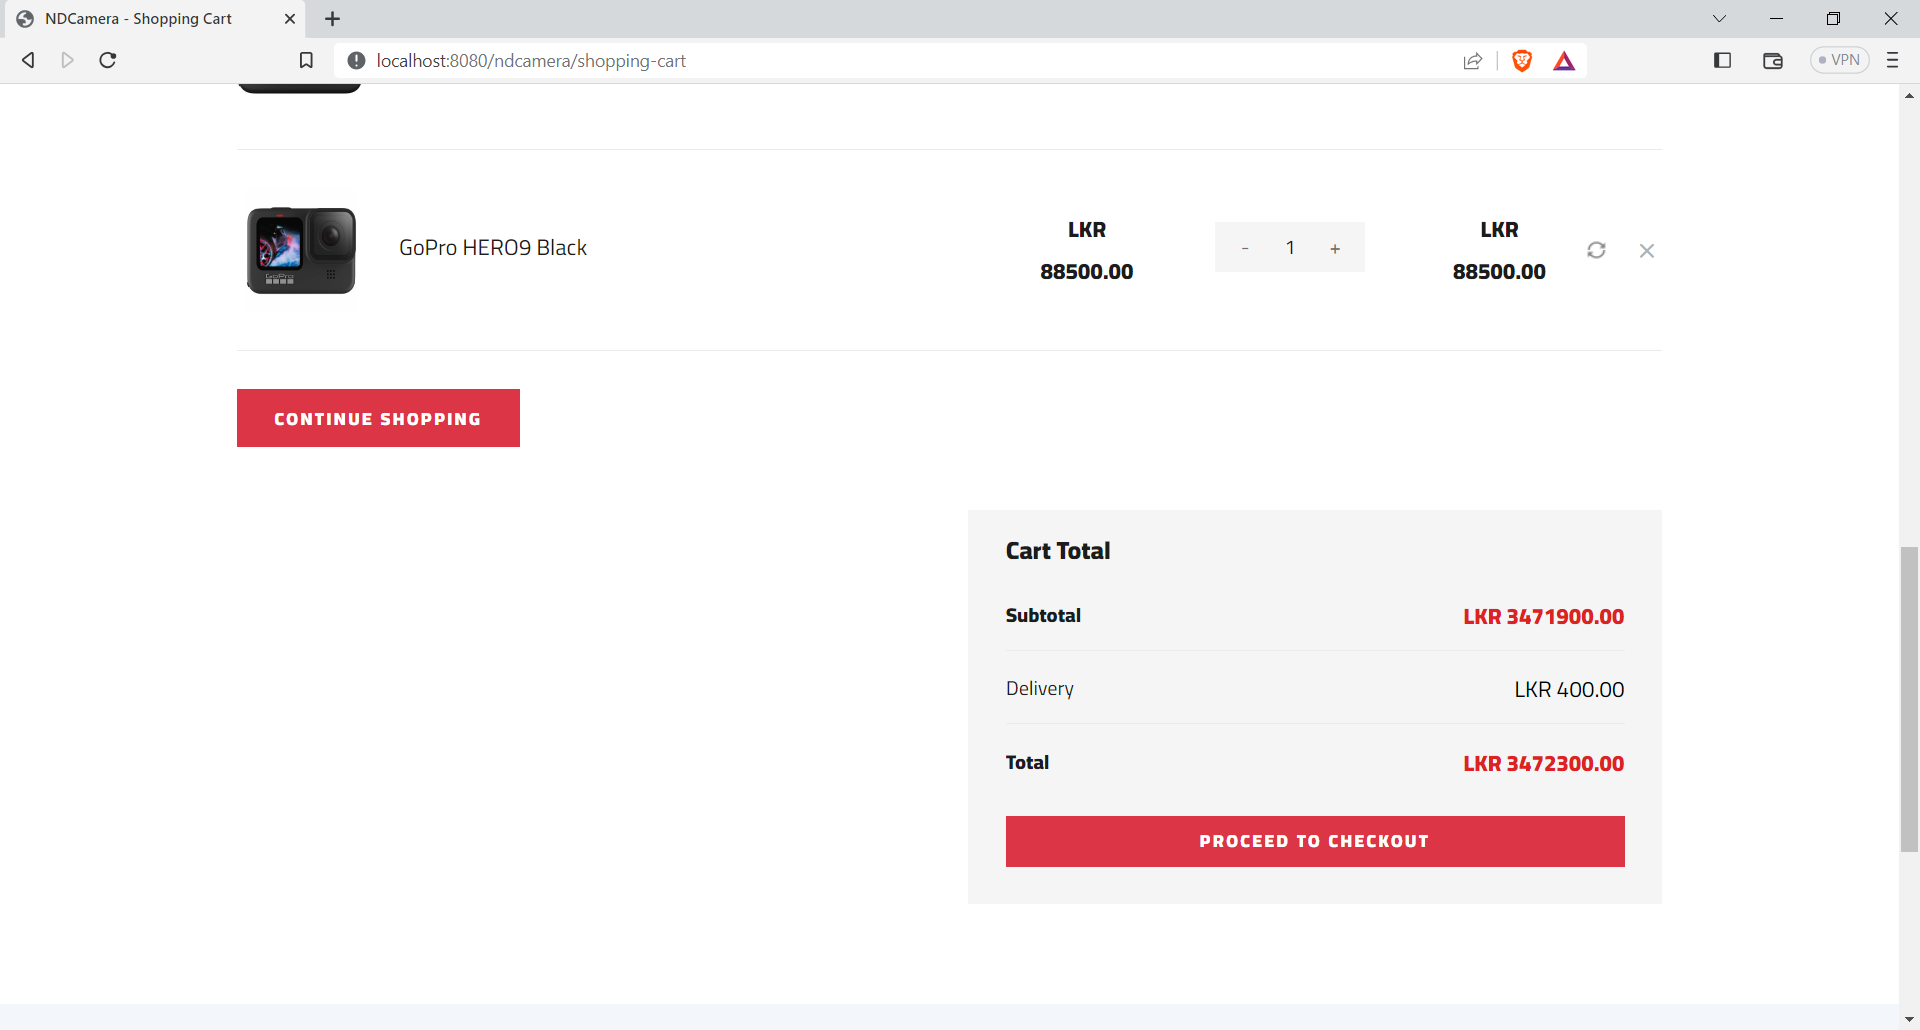 NDCamera - Shopping Cart
localhost:8080/ndcamera/shopping-cart
VPN
GoPro HERO9 Black
LKR
88500.00
- 1 +
LKR
88500.00
GoPro
CONTINUE SHOPPING
Cart Total
Subtotal LKR 3471900.00
Delivery LKR 400.00
Total LKR 3472300.00
PROCEED TO CHECKOUT